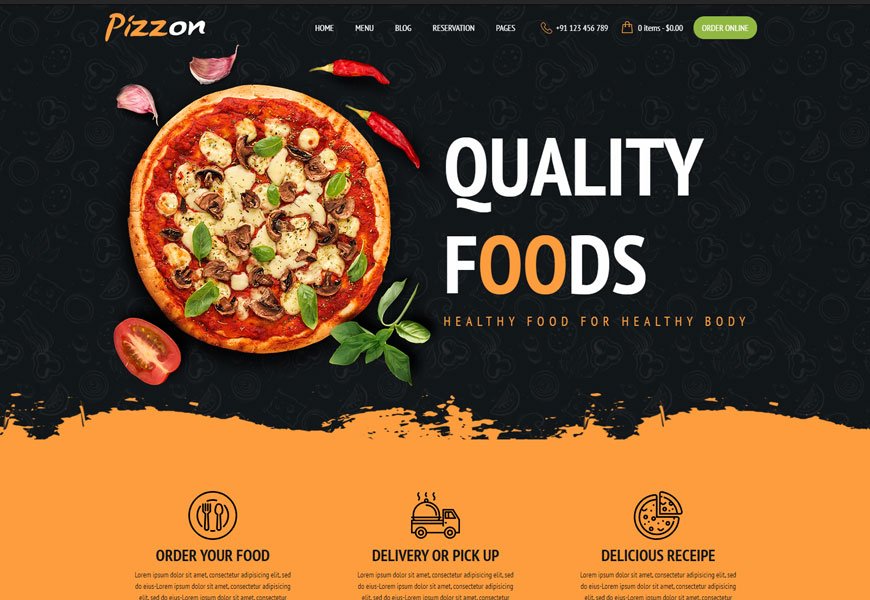 Pizzon
HOME MENU BLOG RESERVATION PAGES +91 123 456 789 0 items - $0.00 ORDER ONLINE
QUALITY
FOODS
HEALTHY FOOD FOR HEALTHY BODY
ORDER YOUR FOOD
Lorem ipsum dolor sit amet, consectetur adipisicing elit, sed
do eius-Lorem ipsum dolor sit amet, consectetur adipisicing
elit, sed do eius-Lorem ipsum dolor sit amet, consectetur
DELIVERY OR PICK UP
Lorem ipsum dolor sit amet, consectetur adipisicing elit, sed
do eius-Lorem ipsum dolor sit amet, consectetur adipisicing
elit, sed do eius-Lorem ipsum dolor sit amet, consectetur
DELICIOUS RECEIPE
Lorem ipsum dolor sit amet, consectetur adipisicing elit, sed
do eius-Lorem ipsum dolor sit amet, consectetur adipisicing
elit, sed do eius-Lorem ipsum dolor sit amet, consectetur